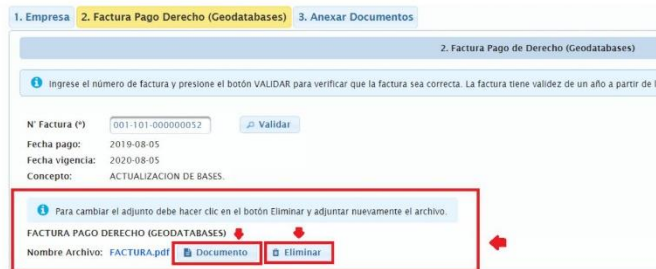 1. Empresa 2. Factura Pago Derecho (Geodatabases) 3. Anexar Documentos
2. Factura Pago de Derecho (Geodatabases)
Ingrese el número de factura y presione el botón VALIDAR para verificar que la factura sea correcta. La factura tiene validez de un año a partir de
N° Factura (*) 001-101-000000052 Validar
Fecha pago: 2019-08-05
Fecha vigencia: 2020-08-05
Concepto: ACTUALIZACION DE BASES.
Para cambiar el adjunto debe hacer clic en el botón Eliminar y adjuntar nuevamente el archivo.
FACTURA PAGO DERECHO (GEODATABASES)
Nombre Archivo: FACTURA.pdf Documento Eliminar